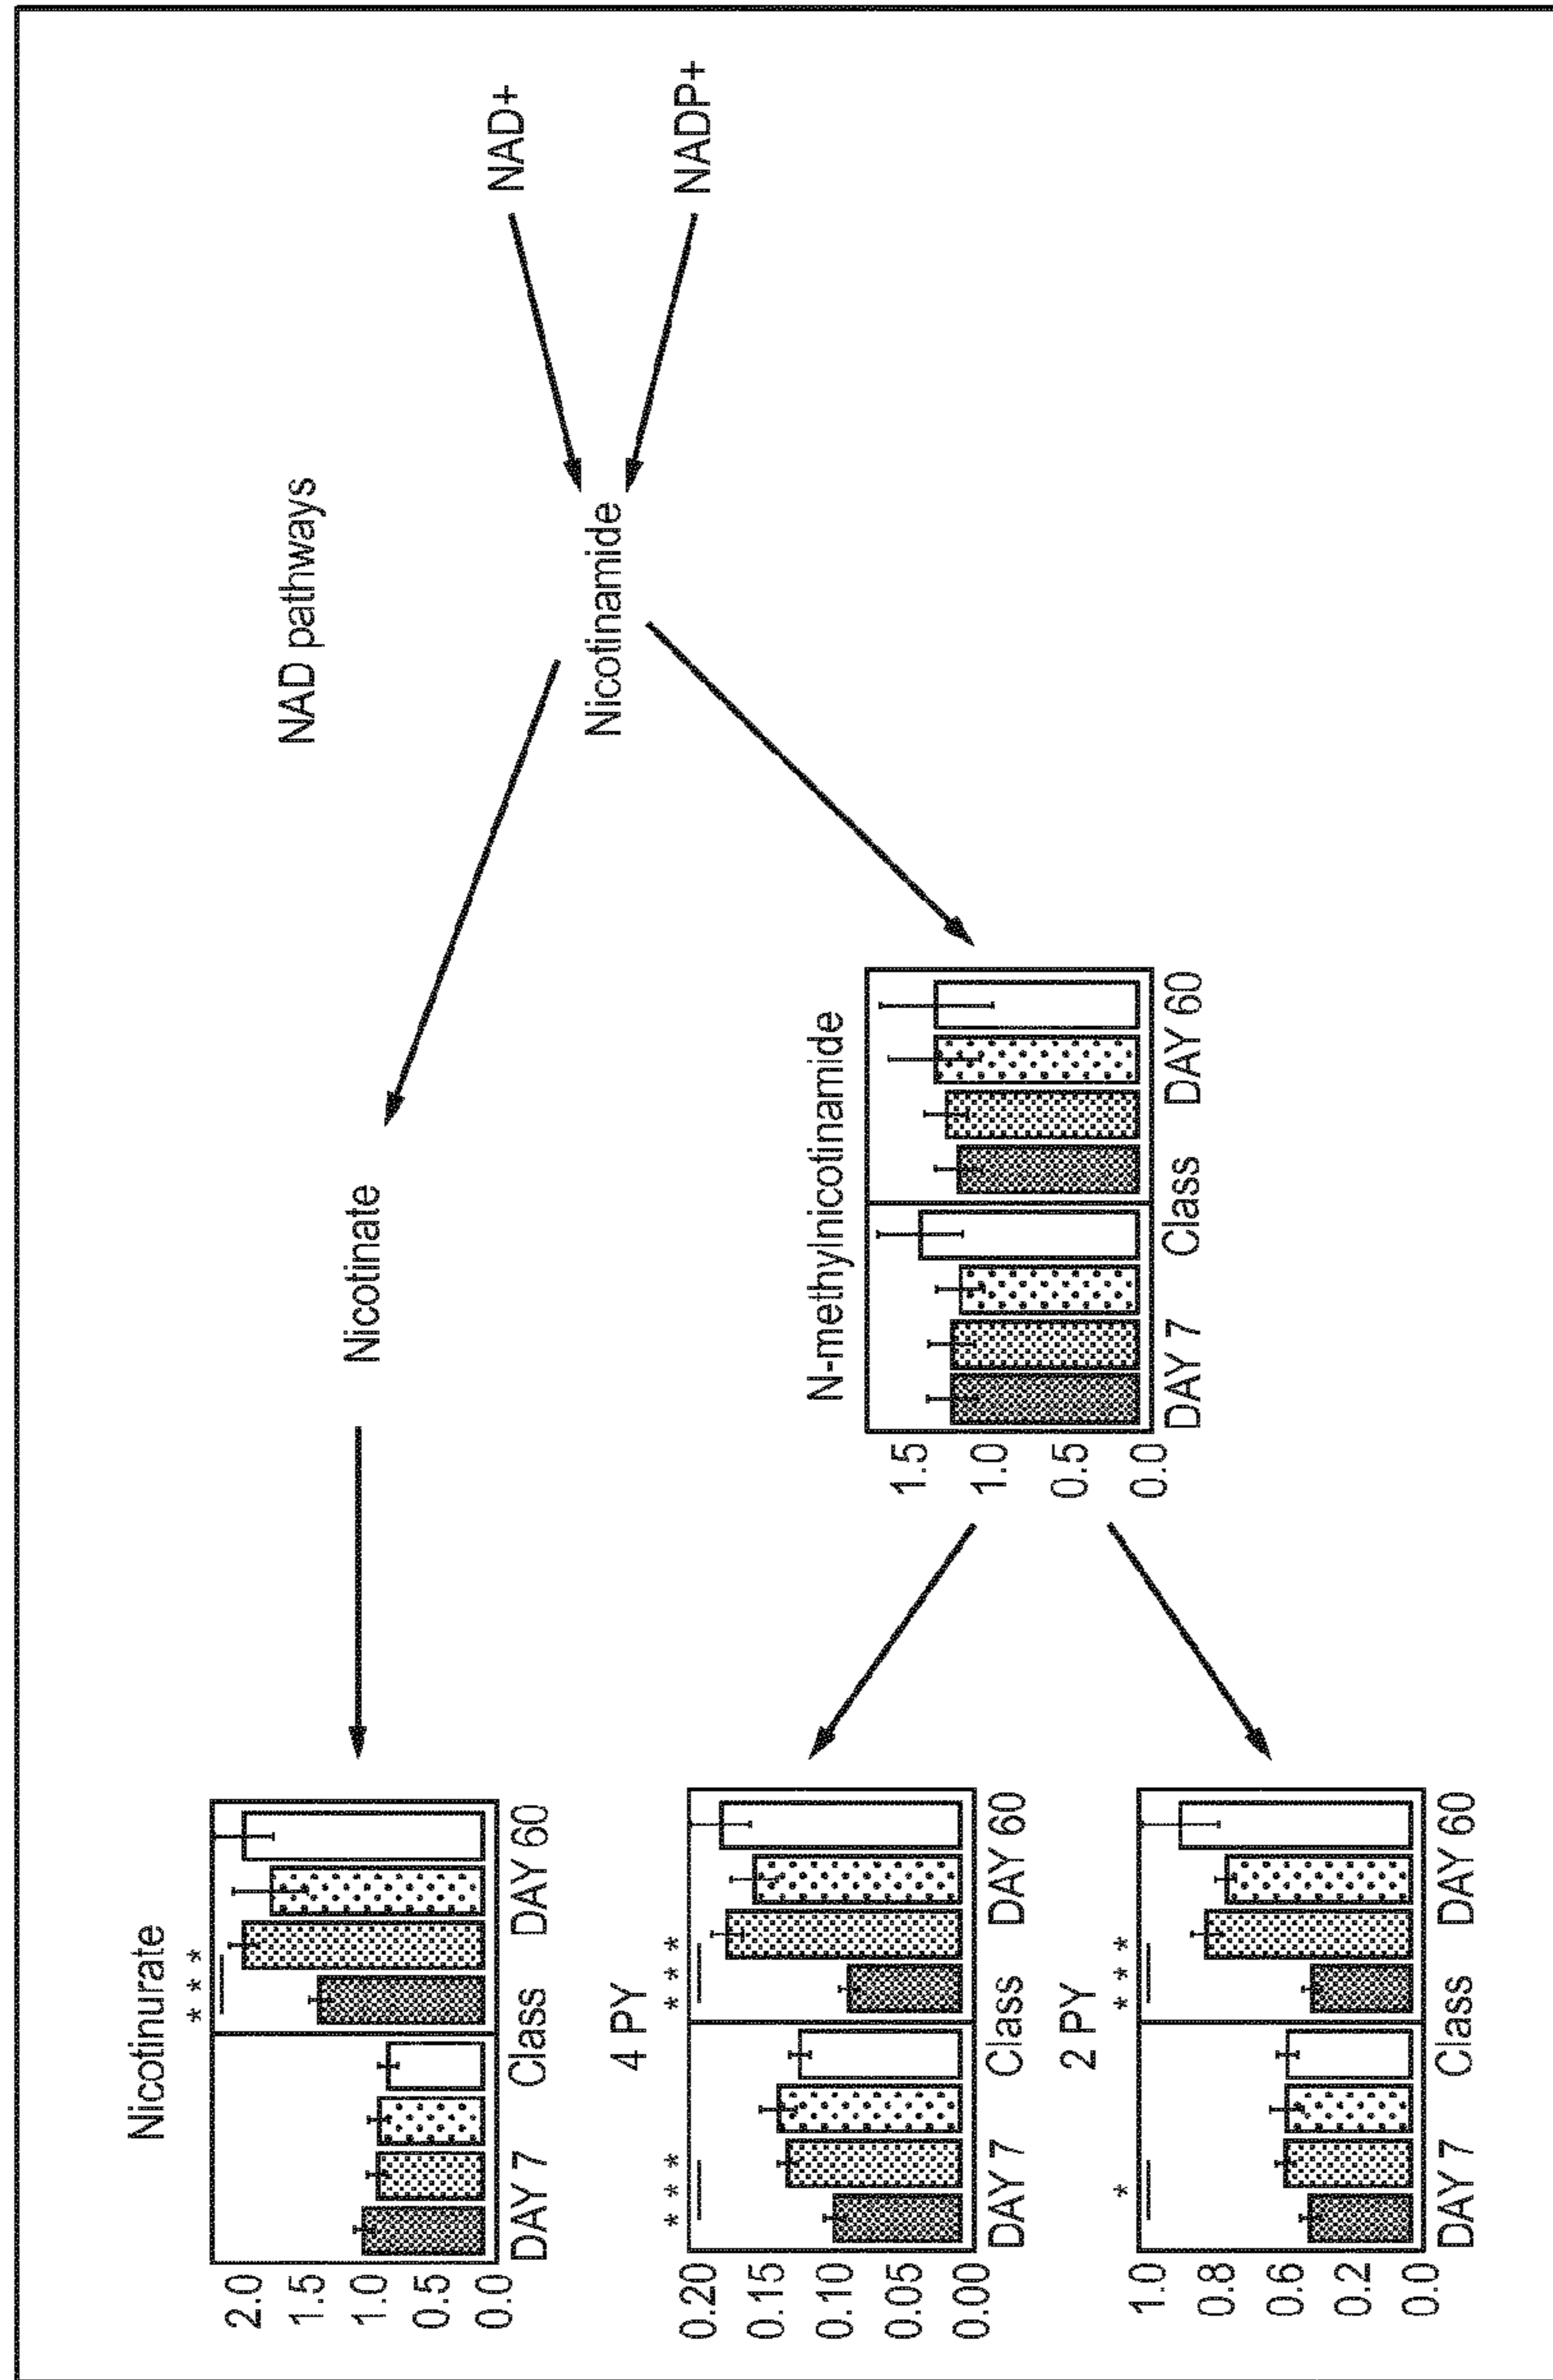 NAD pathways
NAD+
NADP+
Nicotinamide
Nicotinate
Nicotinurate
* * *
2.0
1.5
1.0
0.5
0.0
DAY 7 Class DAY 60
N-methylnicotinamide
1.5
1.0
0.5
0.0
DAY 7 Class DAY 60
4 PY
* * * * * *
0.20
0.15
0.10
0.05
0.00
DAY 7 Class DAY 60
2 PY
* * * *
1.0
0.8
0.6
0.2
0.0
DAY 7 Class DAY 60